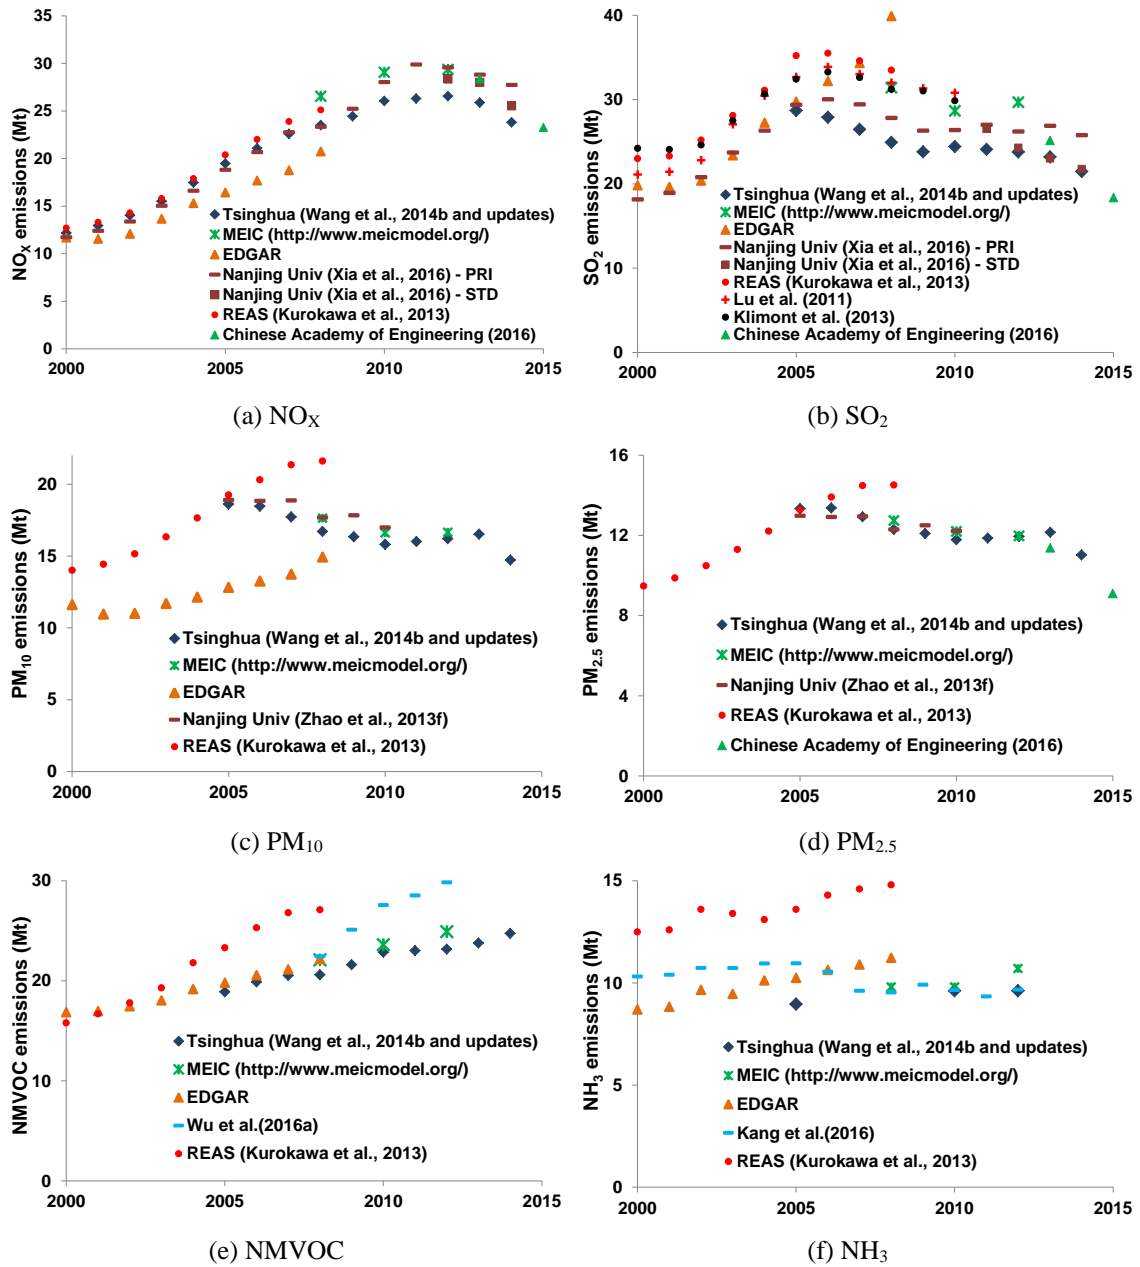 35
30
25
20
15
10
5
0
NOX emissions (Mt)
Tsinghua (Wang et al., 2014b and updates)
MEIC (http://www.meicmodel.org/)
EDGAR
Nanjing Univ (Xia et al., 2016) - PRI
Nanjing Univ (Xia et al., 2016) - STD
REAS (Kurokawa et al., 2013)
Chinese Academy of Engineering (2016)
2000 2005 2010 2015
(a) NOX
40
30
20
10
0
SO2 emissions (Mt)
Tsinghua (Wang et al., 2014b and updates)
MEIC (http://www.meicmodel.org/)
EDGAR
Nanjing Univ (Xia et al., 2016) - PRI
Nanjing Univ (Xia et al., 2016) - STD
REAS (Kurokawa et al., 2013)
Lu et al. (2011)
Klimont et al. (2013)
Chinese Academy of Engineering (2016)
2000 2005 2010 2015
(b) SO2
20
15
10
5
0
PM10 emissions (Mt)
Tsinghua (Wang et al., 2014b and updates)
MEIC (http://www.meicmodel.org/)
EDGAR
Nanjing Univ (Zhao et al., 2013f)
REAS (Kurokawa et al., 2013)
2000 2005 2010 2015
(c) PM10
16
12
8
4
0
PM2.5 emissions (Mt)
Tsinghua (Wang et al., 2014b and updates)
MEIC (http://www.meicmodel.org/)
Nanjing Univ (Zhao et al., 2013f)
REAS (Kurokawa et al., 2013)
Chinese Academy of Engineering (2016)
2000 2005 2010 2015
(d) PM2.5
30
20
10
0
NMVOC emissions (Mt)
Tsinghua (Wang et al., 2014b and updates)
MEIC (http://www.meicmodel.org/)
EDGAR
Wu et al.(2016a)
REAS (Kurokawa et al., 2013)
2000 2005 2010 2015
(e) NMVOC
15
10
5
0
NH3 emissions (Mt)
Tsinghua (Wang et al., 2014b and updates)
MEIC (http://www.meicmodel.org/)
EDGAR
Kang et al.(2016)
REAS (Kurokawa et al., 2013)
2000 2005 2010 2015
(f) NH3